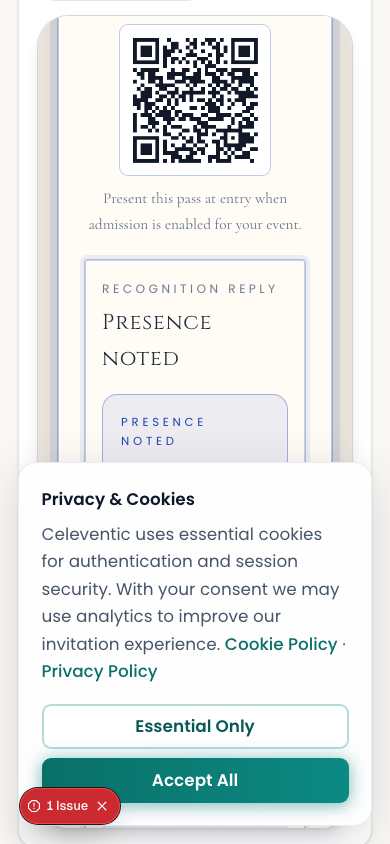 Present this pass at entry when
admission is enabled for your event.
RECOGNITION REPLY
PRESENCE
NOTED
PRESENCE
NOTED
Privacy & Cookies
Celeventic uses essential cookies
for authentication and session
security. With your consent we may
use analytics to improve our
invitation experience. Cookie Policy ·
Privacy Policy
Essential Only
Accept All
1 Issue